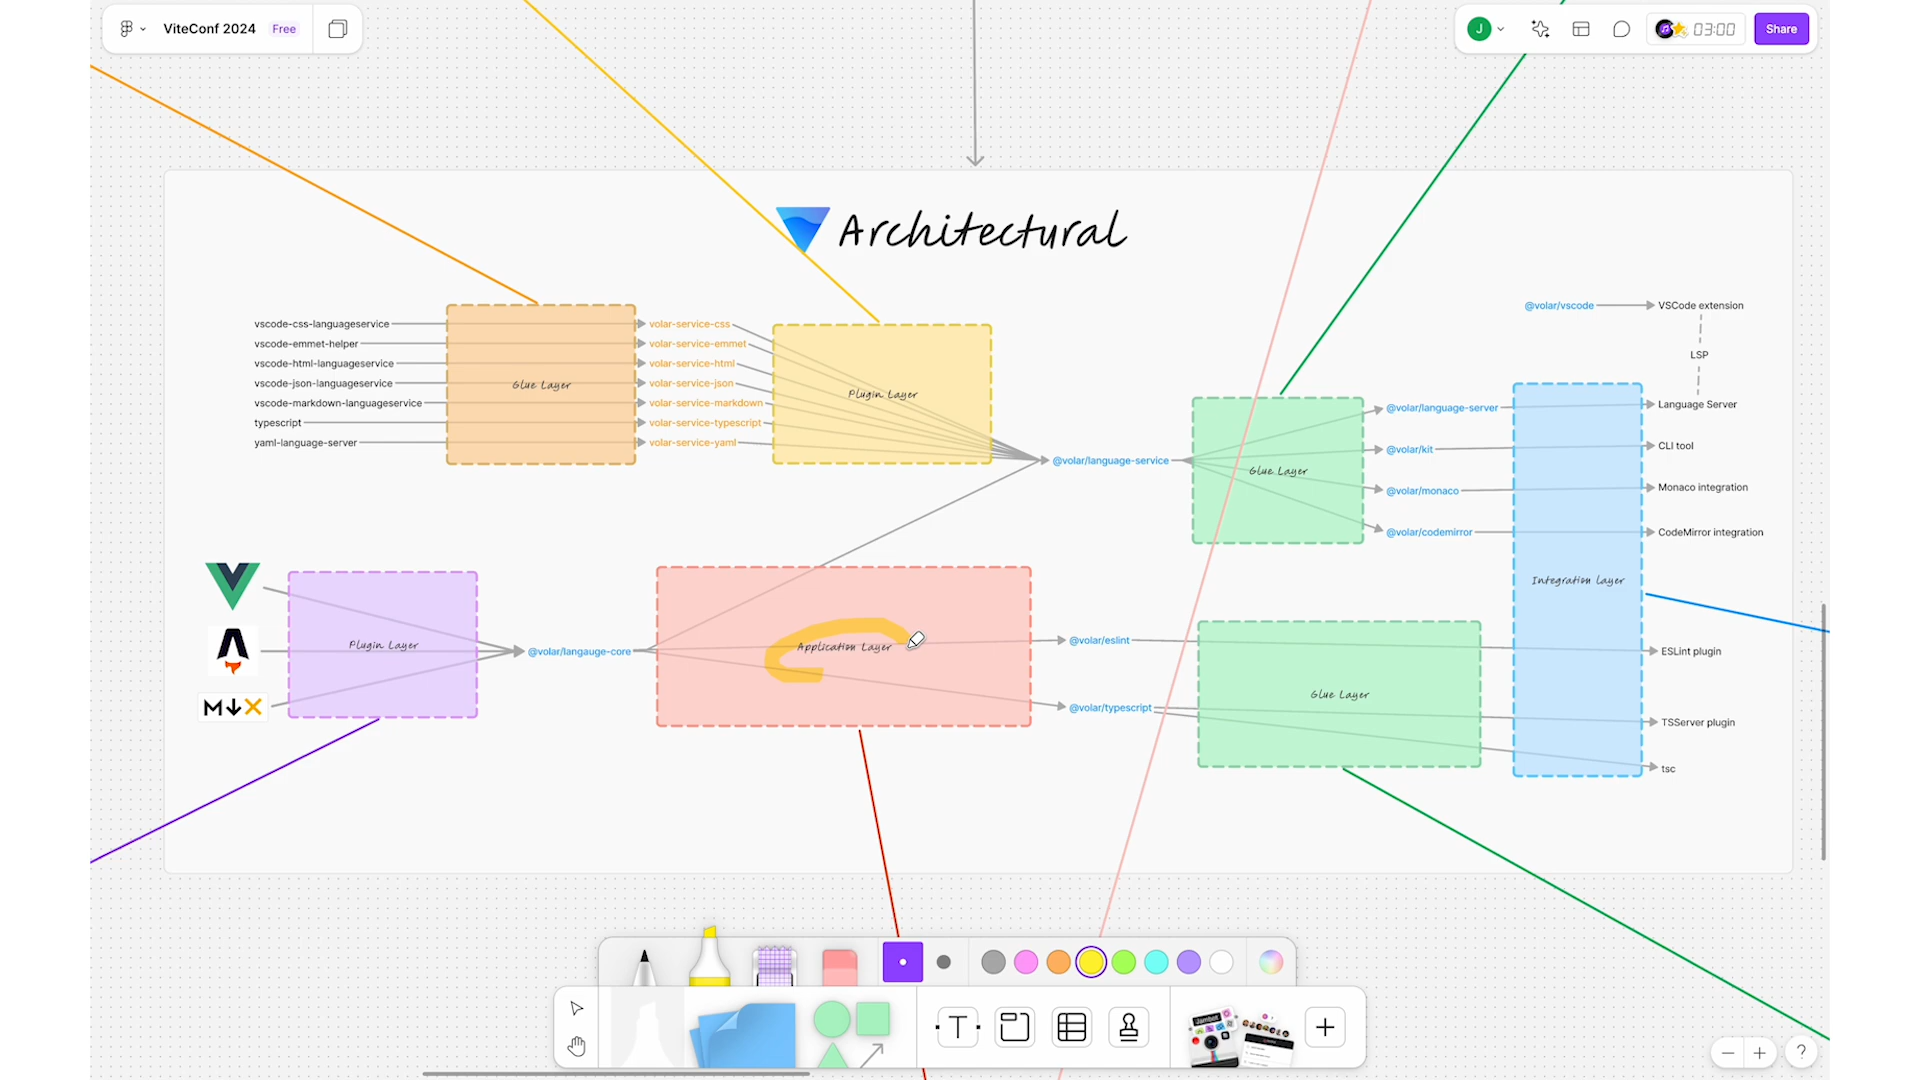 ViteConf 2024 Free
J
03:00
Share
Architectural
vscode-css-languageservice
vscode-emmet-helper
vscode-html-languageservice
vscode-json-languageservice
vscode-markdown-languageservice
typescript
yaml-language-server
Glue Layer
volar-service-css
volar-service-emmet
volar-service-html
volar-service-json
volar-service-markdown
volar-service-typescript
volar-service-yaml
Plugin Layer
@volar/language-service
Glue Layer
@volar/vscode
VSCode extension
LSP
@volar/language-server
Language Server
@volar/kit
CLI tool
@volar/monaco
Monaco integration
@volar/codemirror
CodeMirror integration
Integration Layer
M
Plugin Layer
@volar/langauge-core
Application Layer
@volar/eslint
ESLint plugin
@volar/typescript
Glue Layer
TSServer plugin
tsc
T
Jambot
?